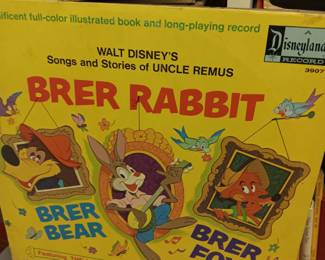 ificent full-color illustrated book and long-playing record
Disneyland
RECORD
3907
WALT DISNEY'S
Songs and Stories of UNCLE REMUS
BRER RABBIT
BRER
BEAR
BRER
FOX
Featuring